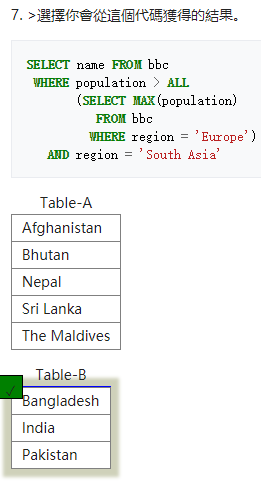 7. >選擇你會從這個代碼獲得的結果。
SELECT name FROM bbc
WHERE population > ALL
(SELECT MAX(population)
FROM bbc
WHERE region = 'Europe')
AND region = 'South Asia'
Table-A
Afghanistan
Bhutan
Nepal
Sri Lanka
The Maldives
Table-B
Bangladesh
India
Pakistan